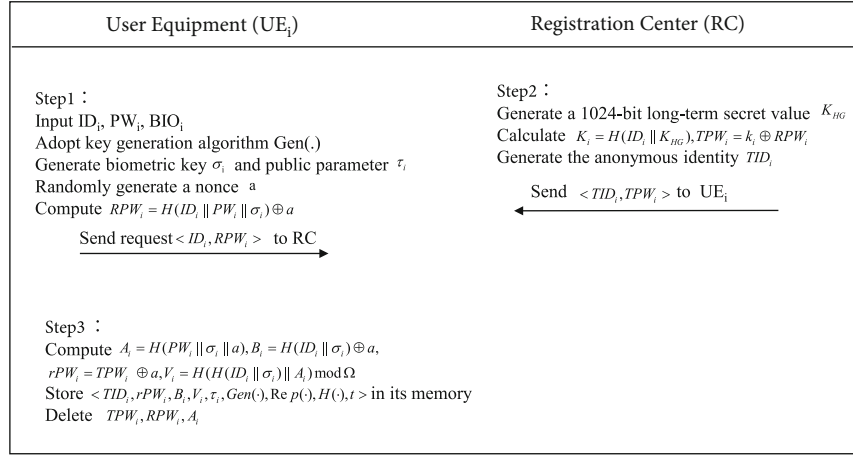 User Equipment (UEᵢ)
Registration Center (RC)
Step1：
Input IDᵢ, PWᵢ, BIOᵢ
Adopt key generation algorithm Gen(.)
Generate biometric key σᵢ and public parameter τᵢ
Randomly generate a nonce a
Compute RPWᵢ = H(IDᵢ || PWᵢ || σᵢ) ⊕ a
Send request < IDᵢ, RPWᵢ > to RC
Step2：
Generate a 1024-bit long-term secret value K_HG
Calculate Kᵢ = H(IDᵢ || K_HG), TPWᵢ = kᵢ ⊕ RPWᵢ
Generate the anonymous identity TIDᵢ
Send < TIDᵢ, TPWᵢ > to UEᵢ
Step3：
Compute Aᵢ = H(PWᵢ || σᵢ || a), Bᵢ = H(IDᵢ || σᵢ) ⊕ a,
rPWᵢ = TPWᵢ ⊕ a, Vᵢ = H(H(IDᵢ || σᵢ) || Aᵢ) mod Ω
Store < TIDᵢ, rPWᵢ, Bᵢ, Vᵢ, τᵢ, Gen(·), Re p(·), H(·), t > in its memory
Delete TPWᵢ, RPWᵢ, Aᵢ